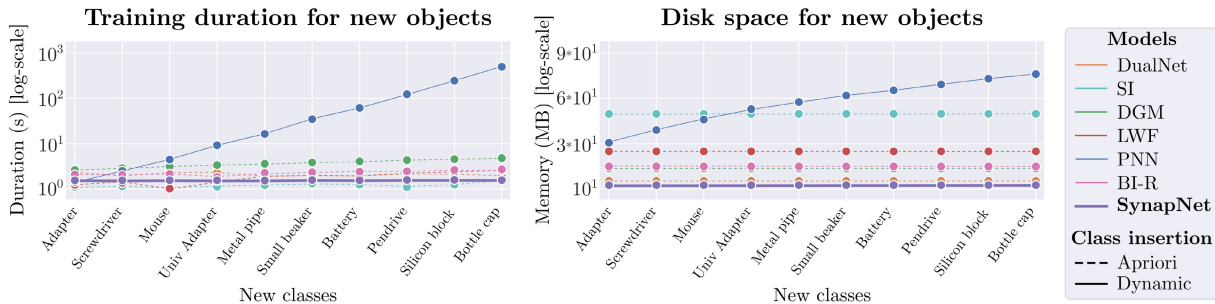 Training duration for new objects
Duration (s) [log-scale]
10³
10²
10¹
10⁰
Adapter
Screwdriver
Mouse
Univ Adapter
Metal pipe
Small beaker
Battery
Pendrive
Silicon block
Bottle cap
New classes
Disk space for new objects
Memory (MB) [log-scale]
9*10¹
6*10¹
3*10¹
10¹
Adapter
Screwdriver
Mouse
Univ Adapter
Metal pipe
Small beaker
Battery
Pendrive
Silicon block
Bottle cap
New classes
Models
DualNet
SI
DGM
LWF
PNN
BI-R
SynapNet
Class insertion
Apriori
Dynamic